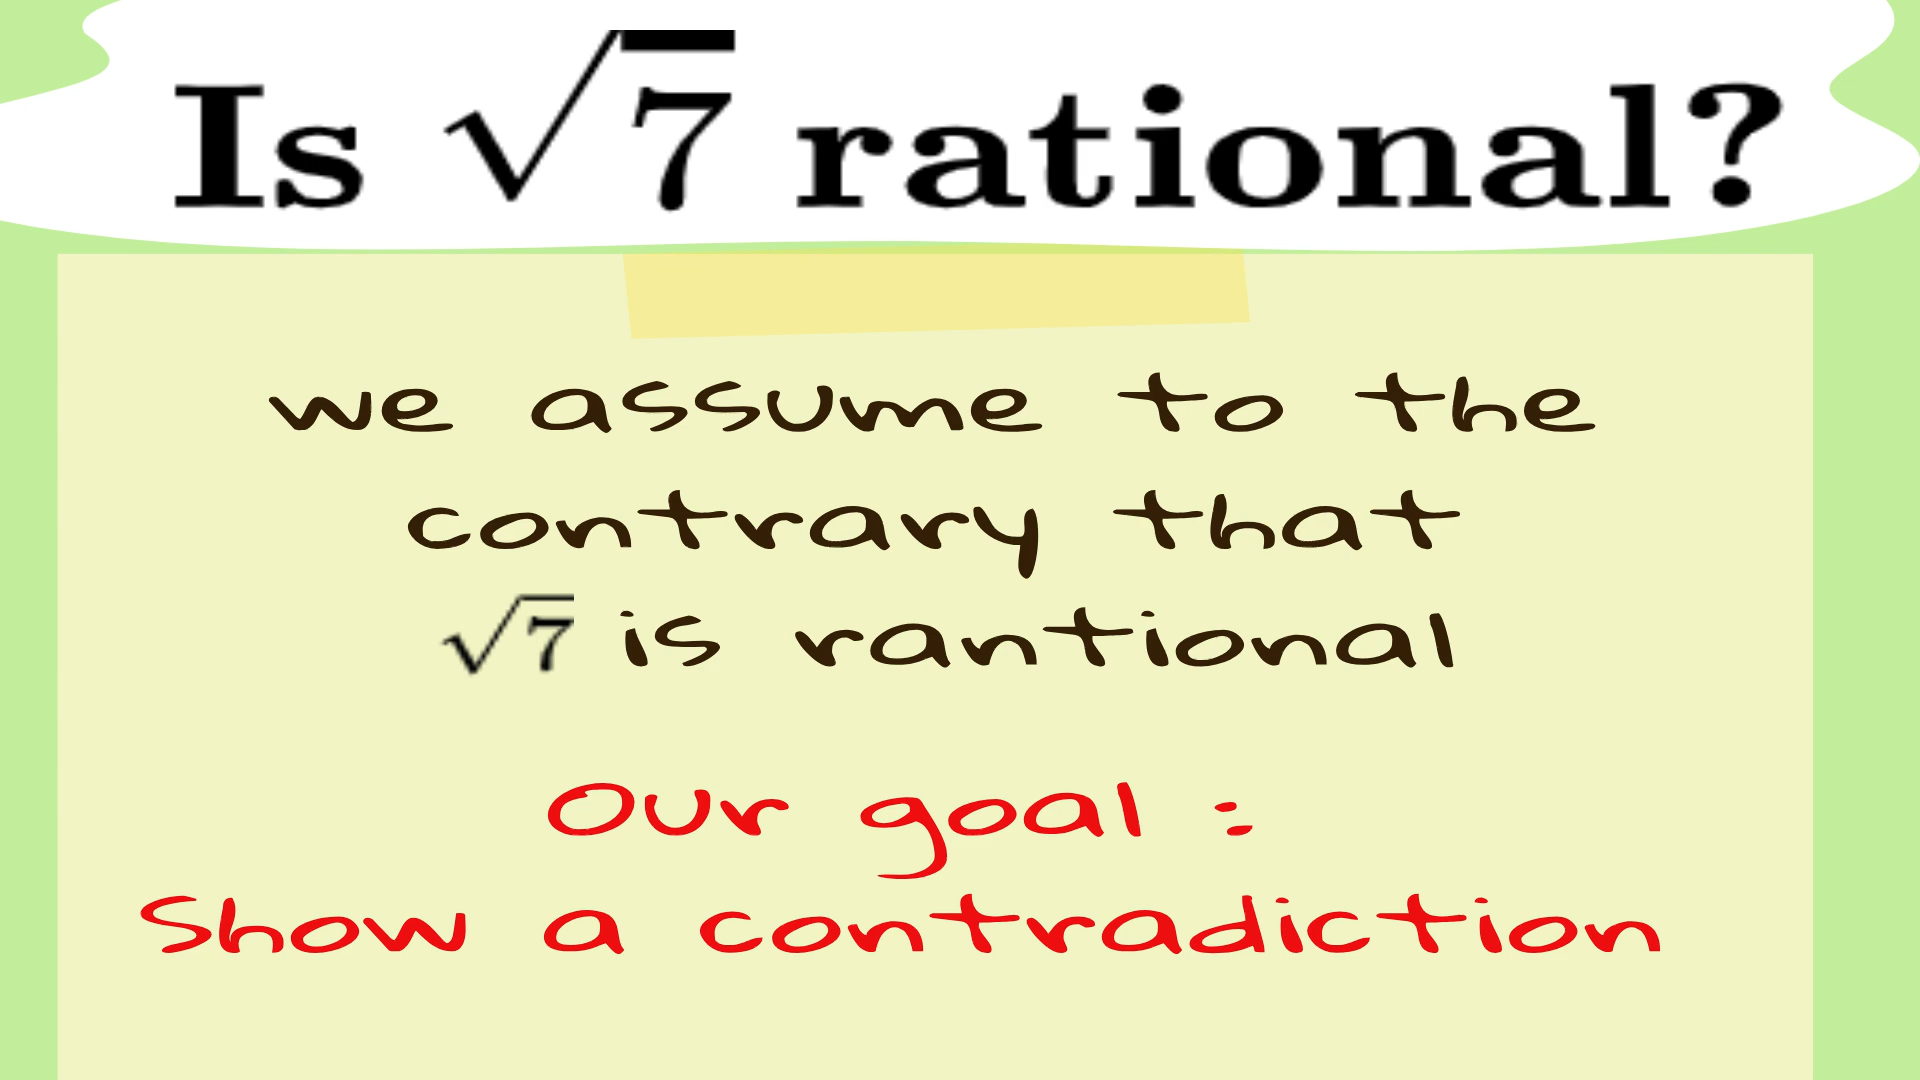 Is √7 rational?
we assume to the
contrary that
√7 is rantional
Our goal :
Show a contradiction